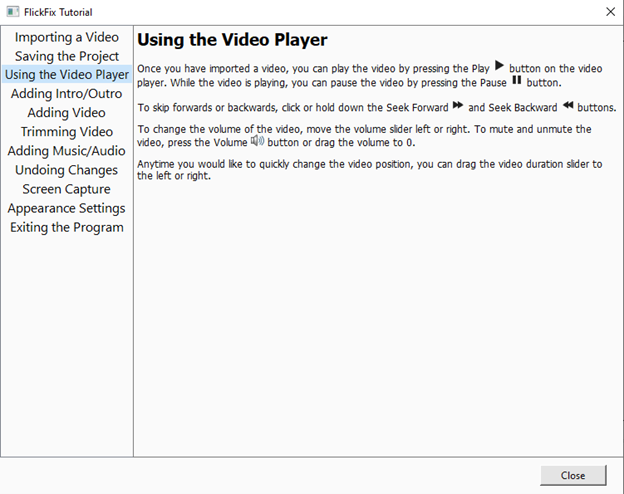 FlickFix Tutorial
Importing a Video
Saving the Project
Using the Video Player
Adding Intro/Outro
Adding Video
Trimming Video
Adding Music/Audio
Undoing Changes
Screen Capture
Appearance Settings
Exiting the Program
Using the Video Player
Once you have imported a video, you can play the video by pressing the Play button on the video
player. While the video is playing, you can pause the video by pressing the Pause button.
To skip forwards or backwards, click or hold down the Seek Forward and Seek Backward buttons.
To change the volume of the video, move the volume slider left or right. To mute and unmute the
video, press the Volume button or drag the volume to 0.
Anytime you would like to quickly change the video position, you can drag the video duration slider to
the left or right.
Close